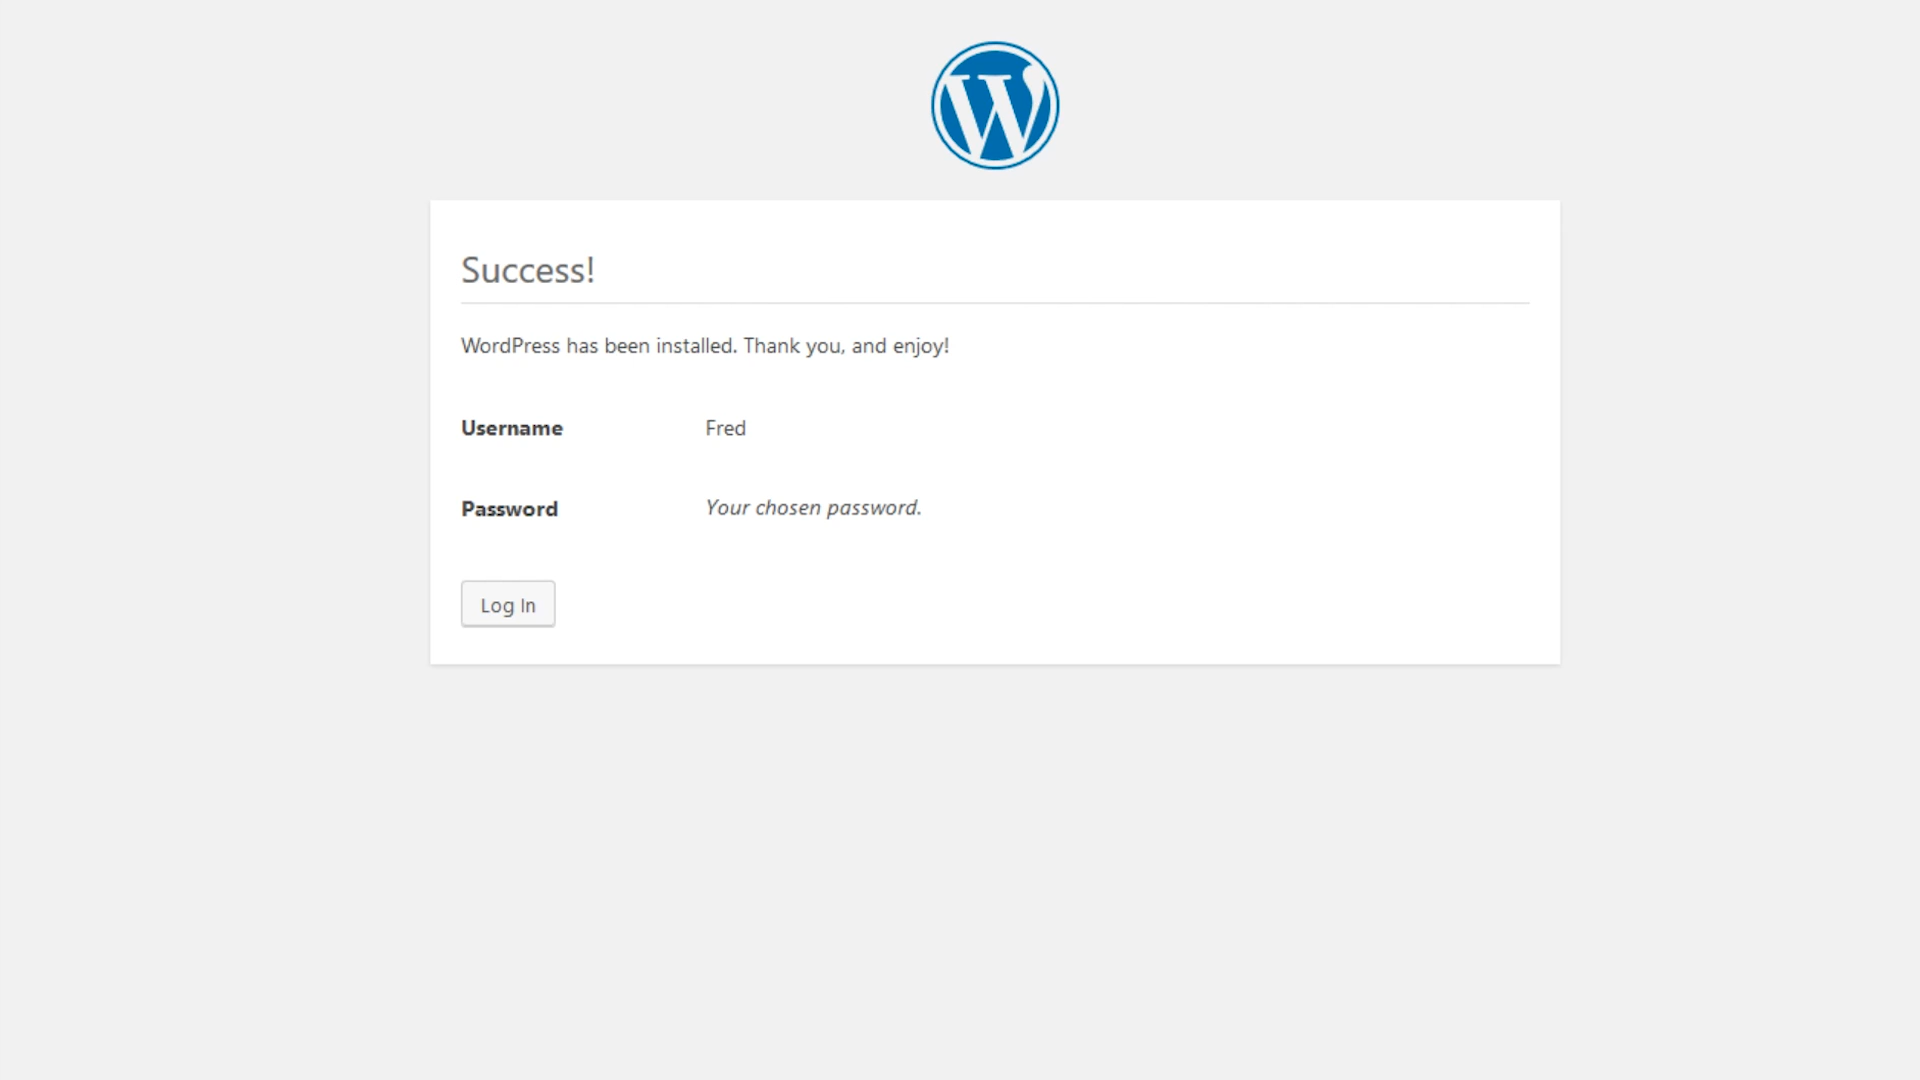 Success!
WordPress has been installed. Thank you, and enjoy!
Username Fred
Password Your chosen password.
Log In